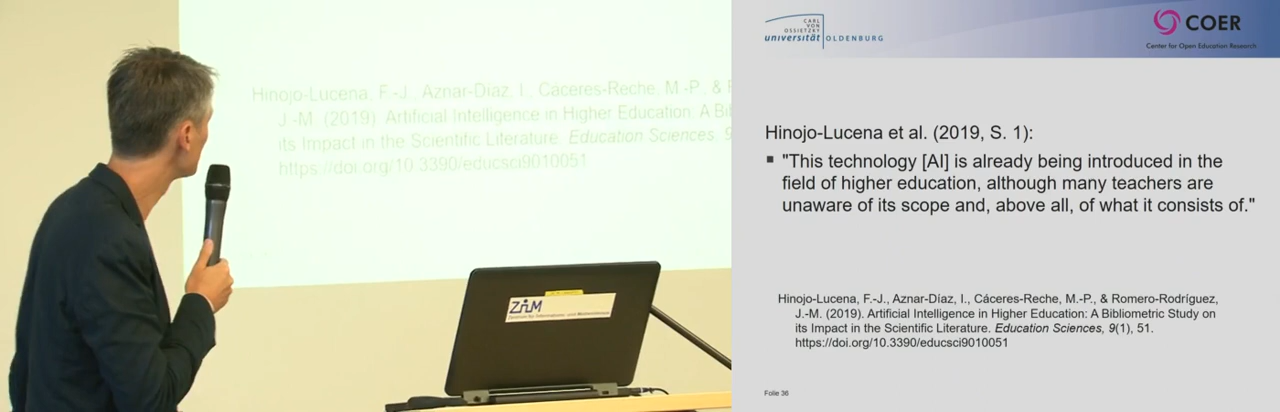 Hinojo-Lucena, F.-J., Aznar-Díaz, I., Cáceres-Reche, M.-P., &
J.-M. (2019). Artificial Intelligence in Higher Education: A
its Impact in the Scientific Literature. Education Sciences, 9
https://doi.org/10.3390/educsci9010051
ZIM
Zentrum für Informations- und Medientechnologie
CARL
VON
OSSIETZKY
universität OLDENBURG
COER
Center for Open Education Research
Hinojo-Lucena et al. (2019, S. 1):
"This technology [AI] is already being introduced in the
field of higher education, although many teachers are
unaware of its scope and, above all, of what it consists of."
Hinojo-Lucena, F.-J., Aznar-Díaz, I., Cáceres-Reche, M.-P., & Romero-Rodríguez,
J.-M. (2019). Artificial Intelligence in Higher Education: A Bibliometric Study on
its Impact in the Scientific Literature. Education Sciences, 9(1), 51.
https://doi.org/10.3390/educsci9010051
Folie 36